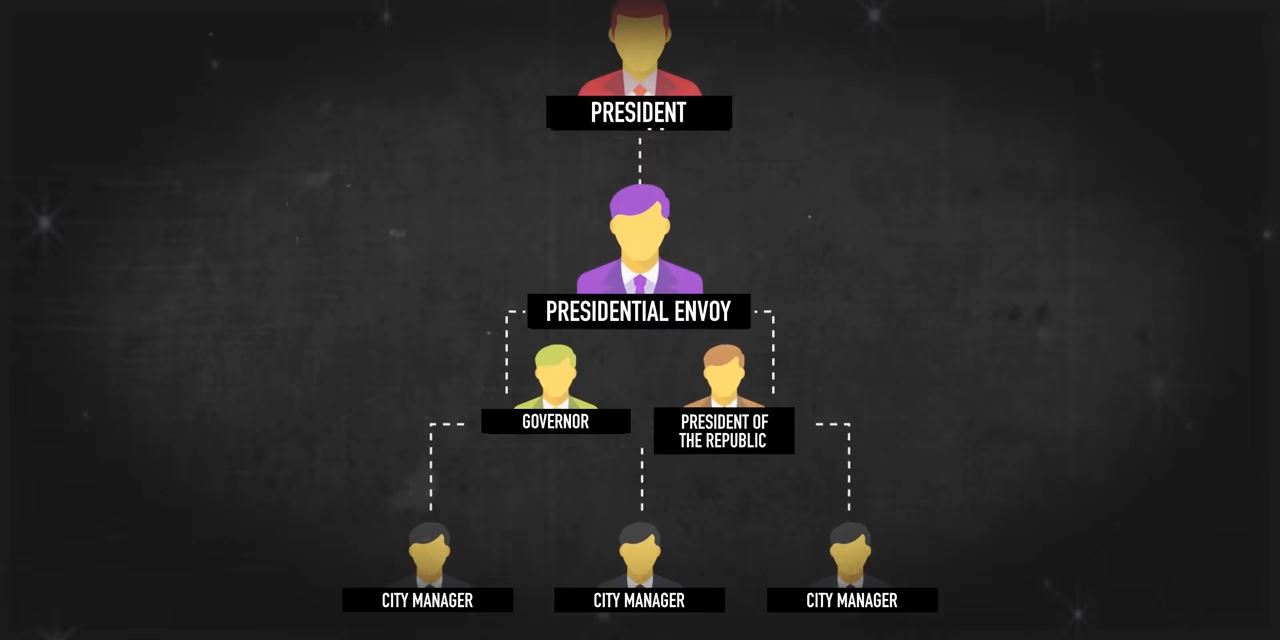 PRESIDENT
PRESIDENTIAL ENVOY
GOVERNOR
PRESIDENT OF
THE REPUBLIC
CITY MANAGER
CITY MANAGER
CITY MANAGER